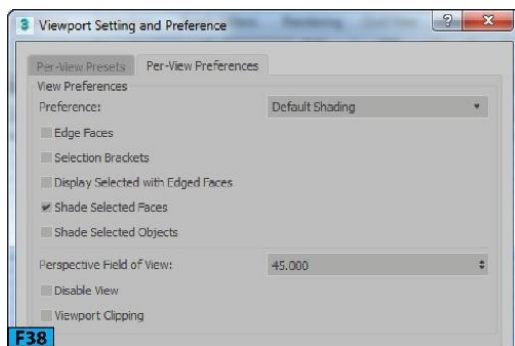 3 Viewport Setting and Preference
Per-View Presets Per-View Preferences
View Preferences
Preference: Default Shading
Edge Faces
Selection Brackets
Display Selected with Edged Faces
Shade Selected Faces
Shade Selected Objects
Perspective Field of View: 45.000
Disable View
Viewport Clipping
F38